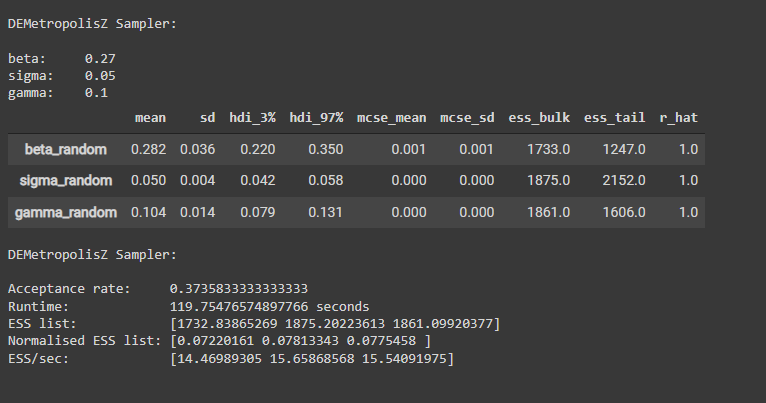 DEMetropolisZ Sampler:
beta: 0.27
sigma: 0.05
gamma: 0.1
mean sd hdi_3% hdi_97% mcse_mean mcse_sd ess_bulk ess_tail r_hat
beta_random 0.282 0.036 0.220 0.350 0.001 0.001 1733.0 1247.0 1.0
sigma_random 0.050 0.004 0.042 0.058 0.000 0.000 1875.0 2152.0 1.0
gamma_random 0.104 0.014 0.079 0.131 0.000 0.000 1861.0 1606.0 1.0
DEMetropolisZ Sampler:
Acceptance rate: 0.3735833333333333
Runtime: 119.75476574897766 seconds
ESS list: [1732.83865269 1875.20223613 1861.09920377]
Normalised ESS list: [0.07220161 0.07813343 0.0775458 ]
ESS/sec: [14.46989305 15.65868568 15.54091975]